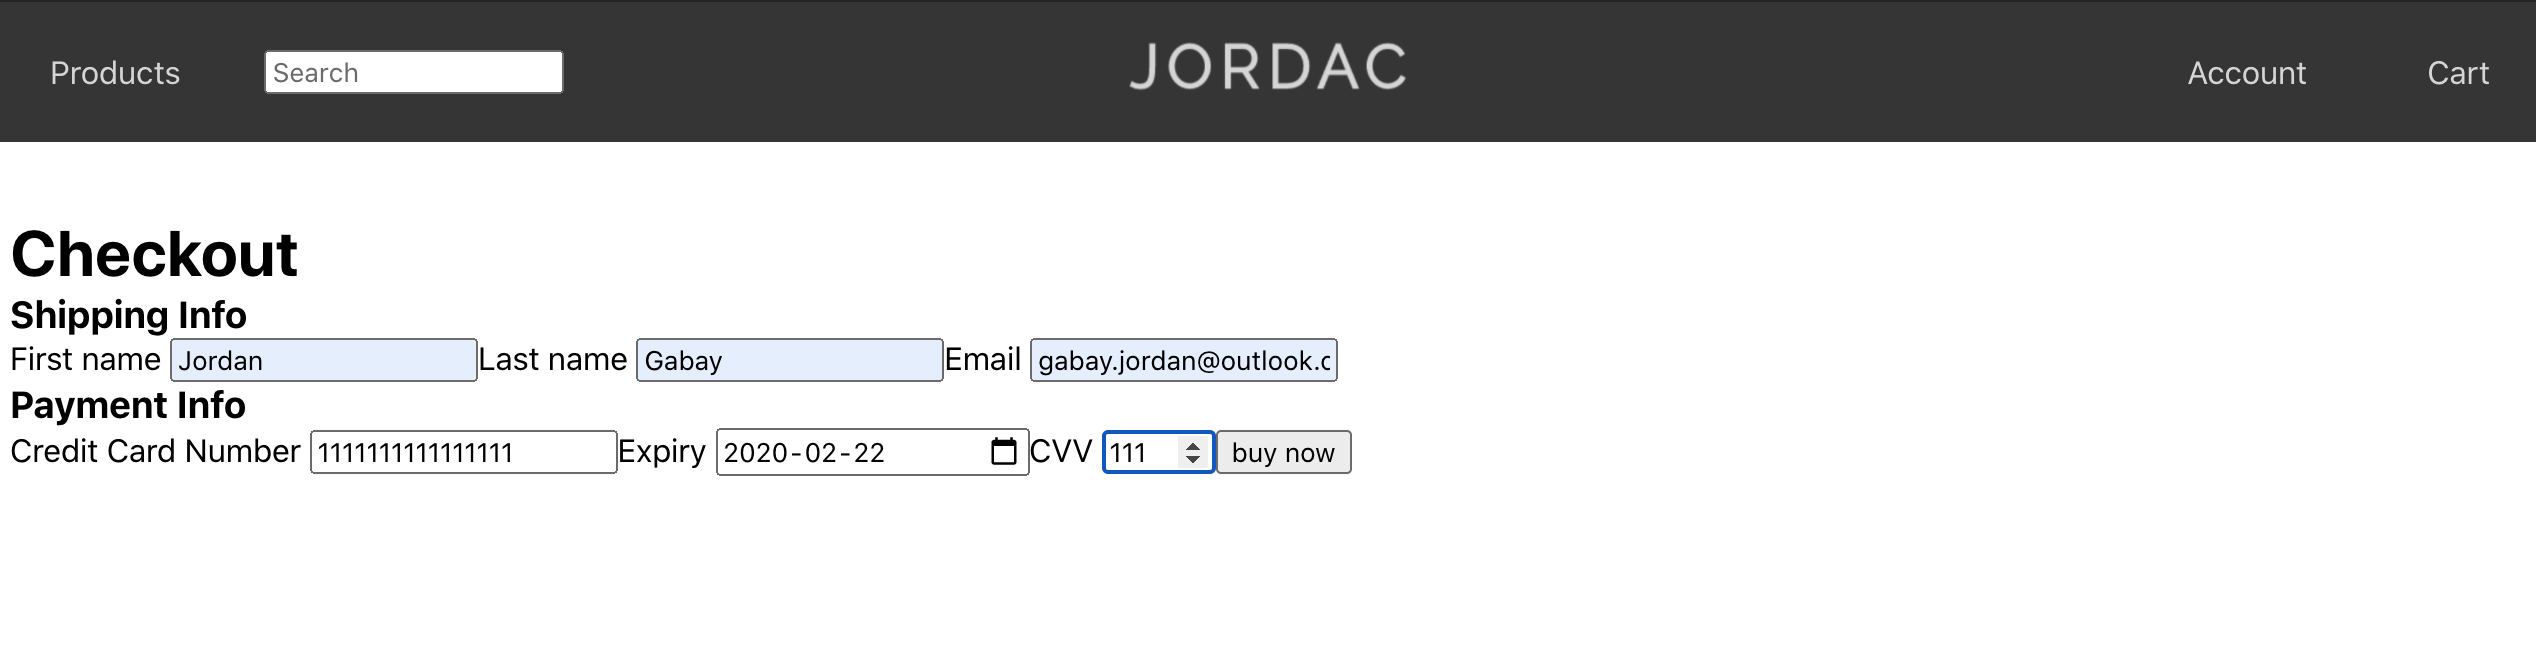 Products Search JORDAC Account Cart
Checkout
Shipping Info
First name Jordan Last name Gabay Email gabay.jordan@outlook.c
Payment Info
Credit Card Number 1111111111111111 Expiry 2020-02-22 CVV 111 buy now